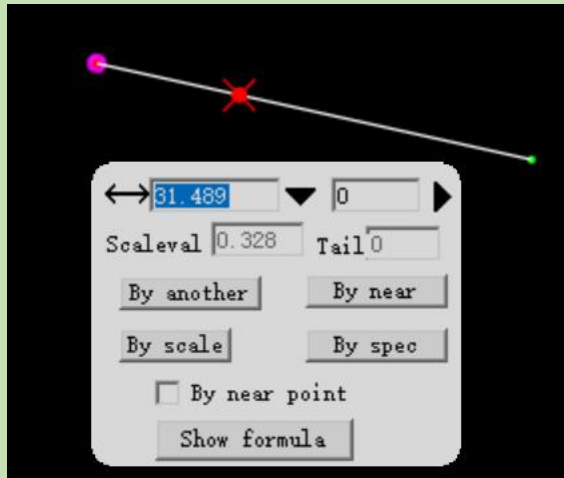 31.489 0
Scaleval 0.328 Tail 0
By another By near
By scale By spec
By near point
Show formula